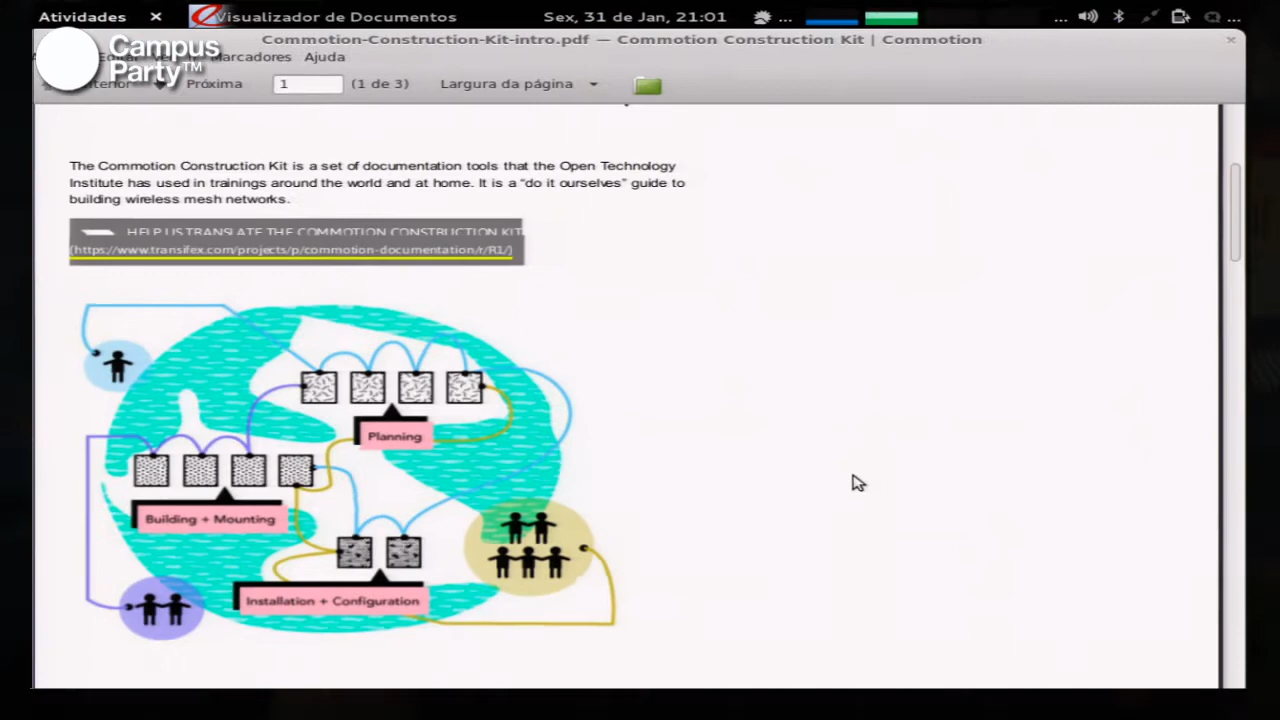 Atividades
Visualizador de Documentos
Sex, 31 de Jan, 21:01
...
...
...
Commotion-Construction-Kit-intro.pdf — Commotion Construction Kit | Commotion
Campus
Party™
Editar
Ver
Marcadores
Ajuda
Anterior
Próxima
1
(1 de 3)
Largura da página
The Commotion Construction Kit is a set of documentation tools that the Open Technology
Institute has used in trainings around the world and at home. It is a “do it ourselves” guide to
building wireless mesh networks.
HELP US TRANSLATE THE COMMOTION CONSTRUCTION KIT
(https://www.transifex.com/projects/p/commotion-documentation/r/R1/)
Planning
Building + Mounting
Installation + Configuration